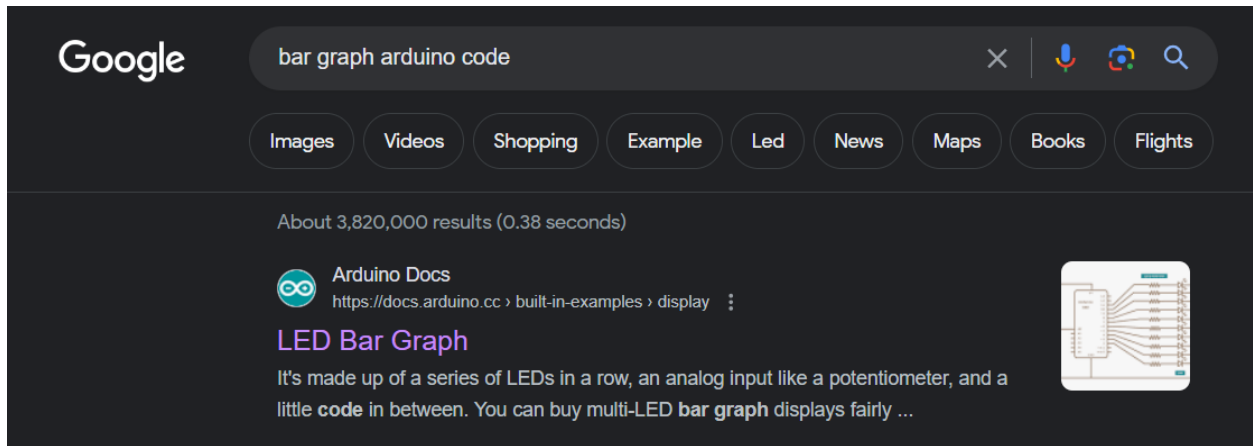 Google
bar graph arduino code
Images Videos Shopping Example Led News Maps Books Flights
About 3,820,000 results (0.38 seconds)
Arduino Docs
https://docs.arduino.cc › built-in-examples › display
LED Bar Graph
It's made up of a series of LEDs in a row, an analog input like a potentiometer, and a
little code in between. You can buy multi-LED bar graph displays fairly ...